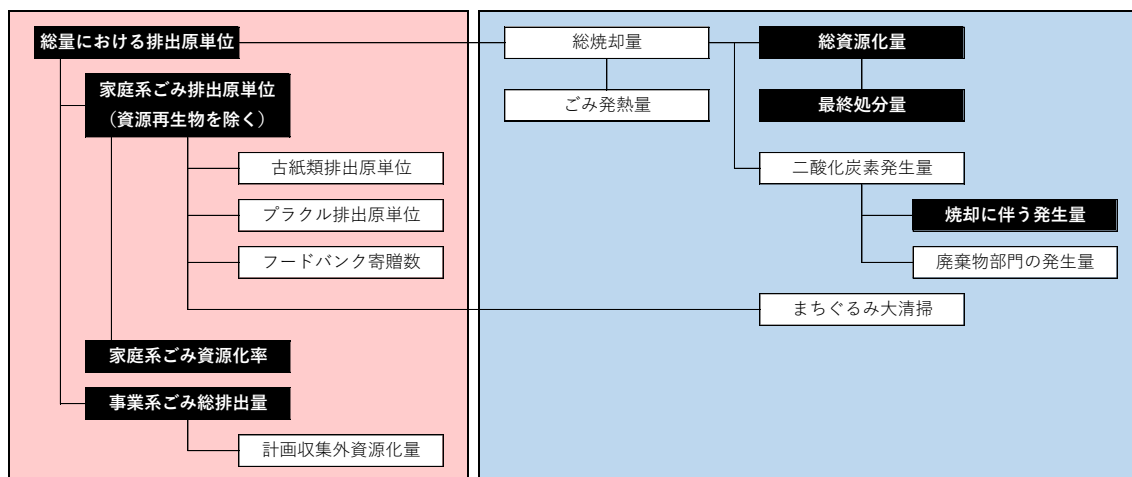 総量における排出原単位
家庭系ごみ排出原単位
（資源再生物を除く）
古紙類排出原単位
プラクル排出原単位
フードバンク寄贈数
家庭系ごみ資源化率
事業系ごみ総排出量
計画収集外資源化量
総焼却量
ごみ発熱量
総資源化量
最終処分量
二酸化炭素発生量
焼却に伴う発生量
廃棄物部門の発生量
まちぐるみ大清掃